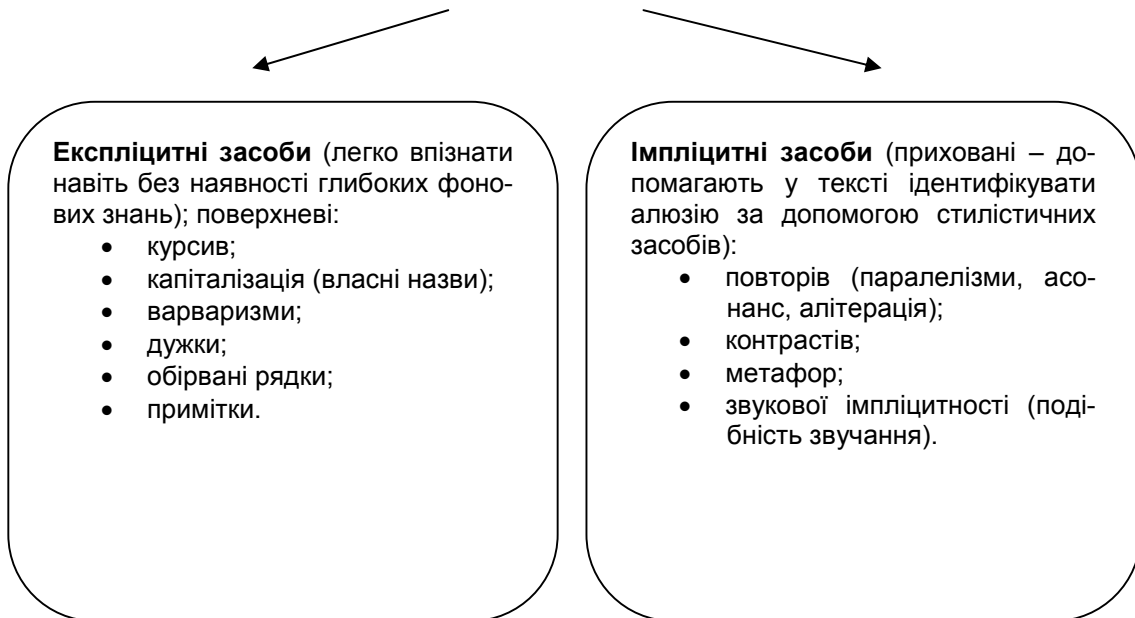 Експліцитні засоби (легко впізнати
навіть без наявності глибоких фоно-
вих знань); поверхневі:
• курсив;
• капіталізація (власні назви);
• варваризми;
• дужки;
• обірвані рядки;
• примітки.
Імпліцитні засоби (приховані – до-
помагають у тексті ідентифікувати
алюзію за допомогою стилістичних
засобів):
• повторів (паралелізми, асо-
нанс, алітерація);
• контрастів;
• метафор;
• звукової імпліцитності (поді-
бність звучання).